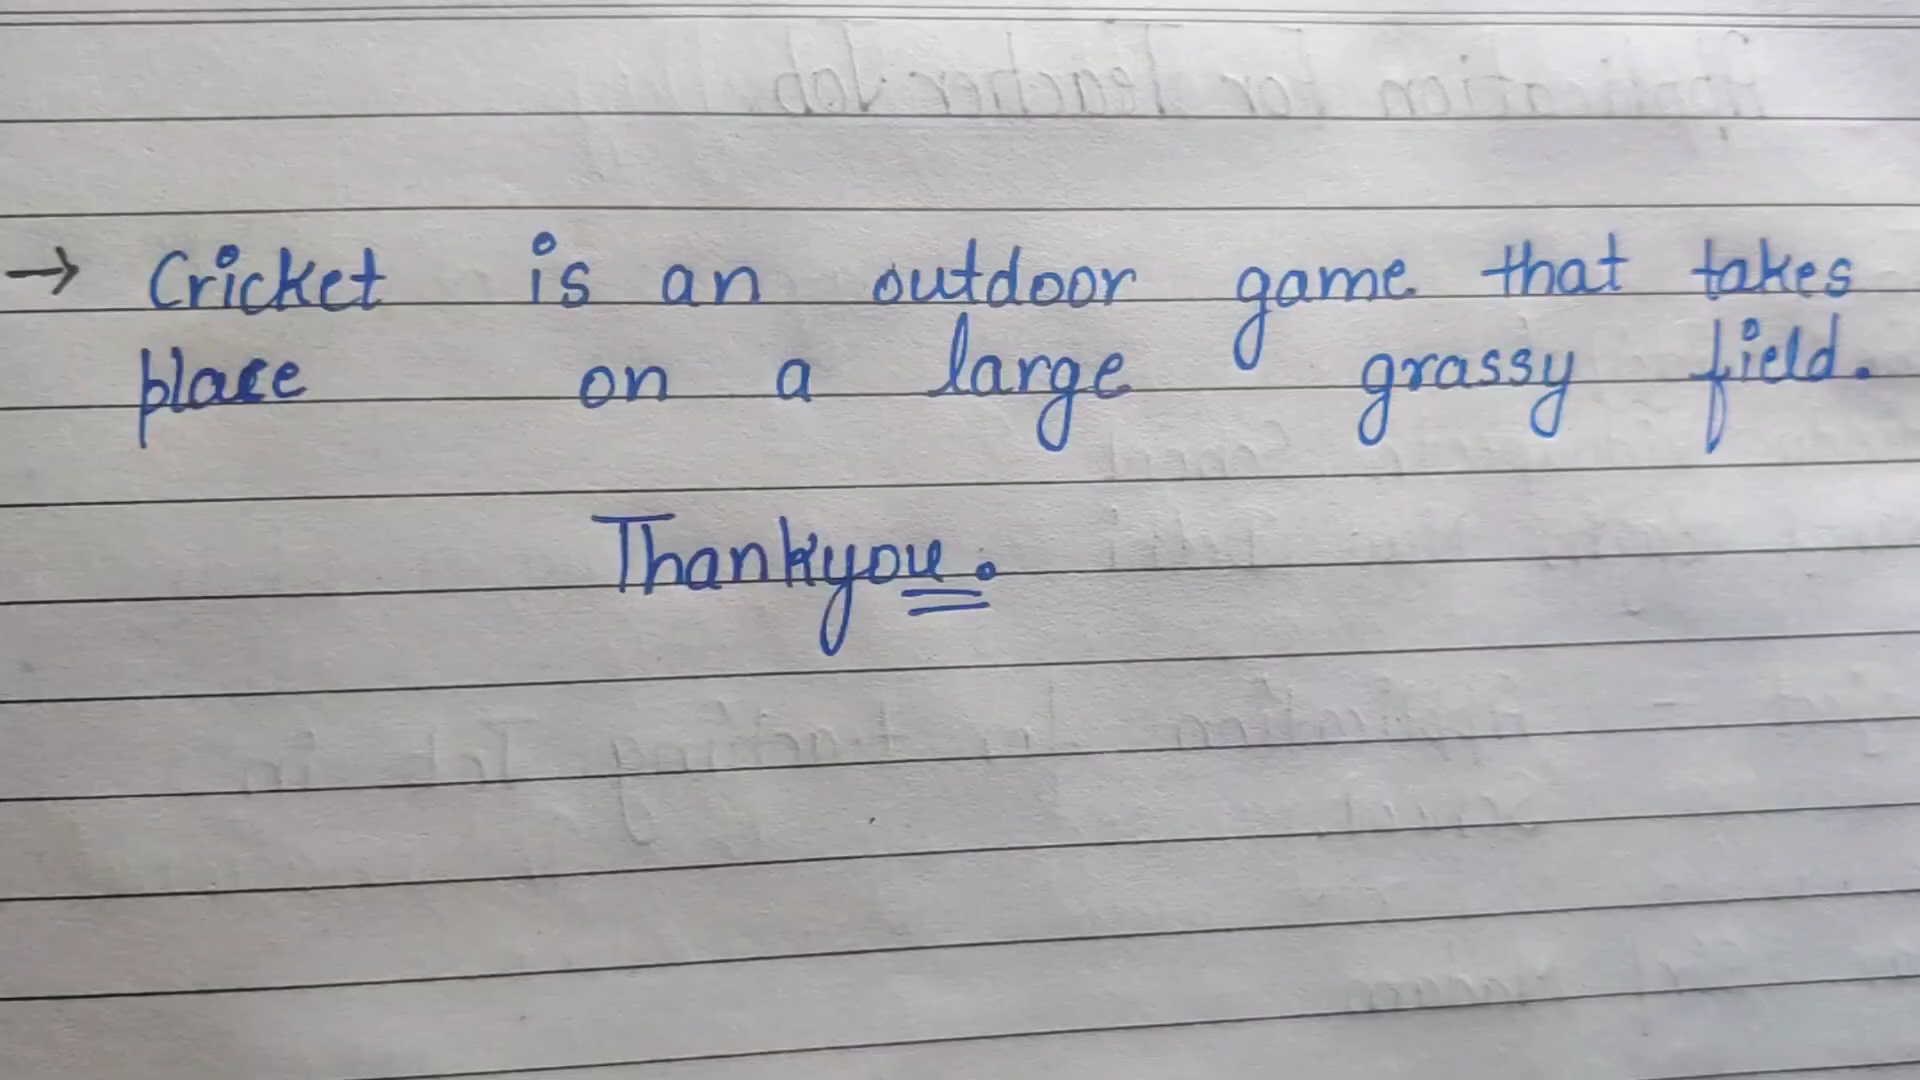 → Cricket is an outdoor game that takes
place on a large grassy field.
Thankyou.